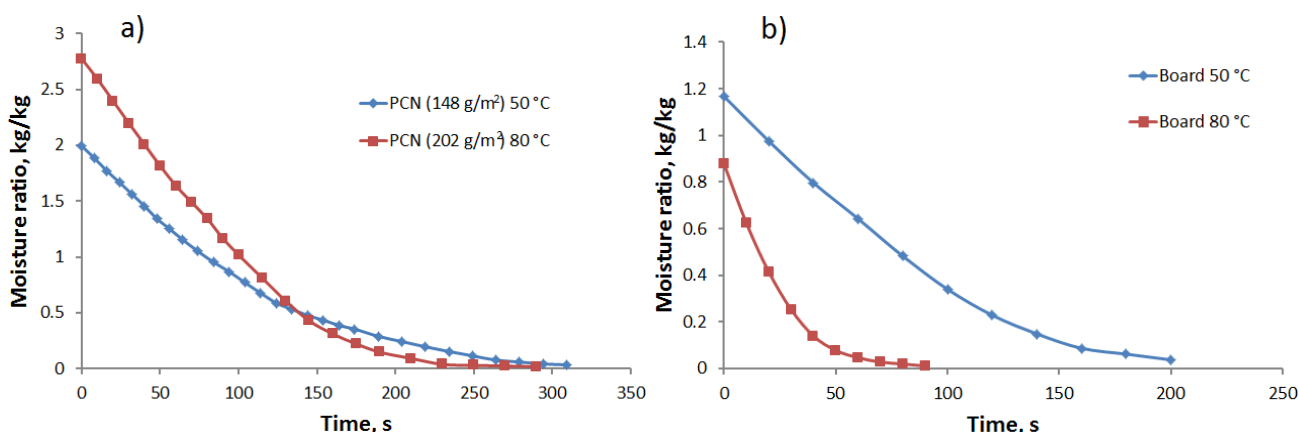 a)
Moisture ratio, kg/kg
3
2.5
2
1.5
1
0.5
0
PCN (148 g/m²) 50 °C
PCN (202 g/m²) 80 °C
0 50 100 150 200 250 300 350
Time, s
b)
Moisture ratio, kg/kg
1.4
1.2
1
0.8
0.6
0.4
0.2
0
Board 50 °C
Board 80 °C
0 50 100 150 200 250
Time, s